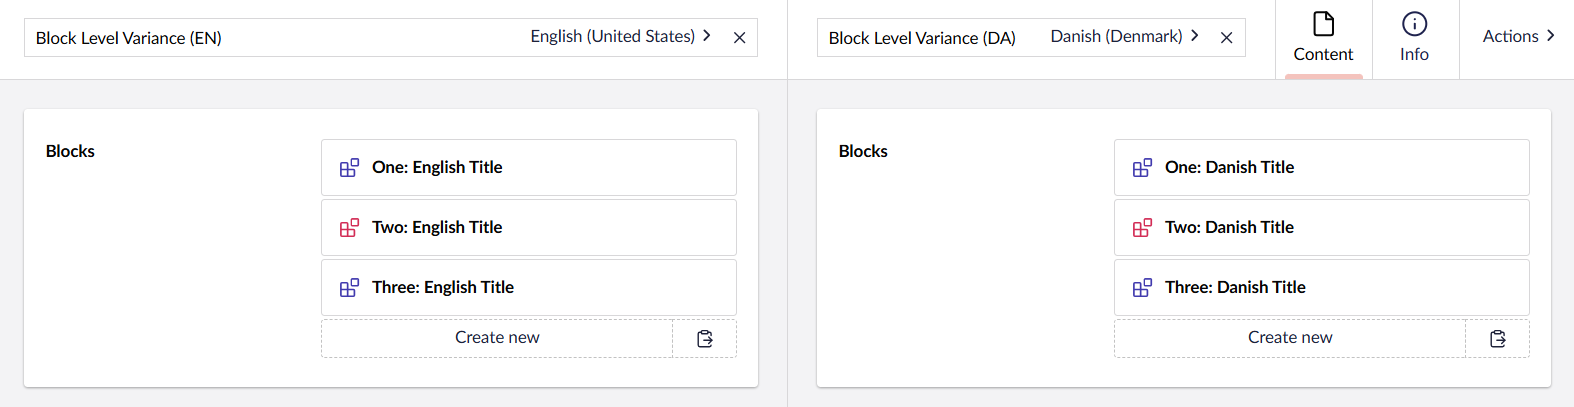 Block Level Variance (EN)
English (United States)
Blocks
One: English Title
Two: English Title
Three: English Title
Create new
Block Level Variance (DA)
Danish (Denmark)
Content
Info
Actions
Blocks
One: Danish Title
Two: Danish Title
Three: Danish Title
Create new